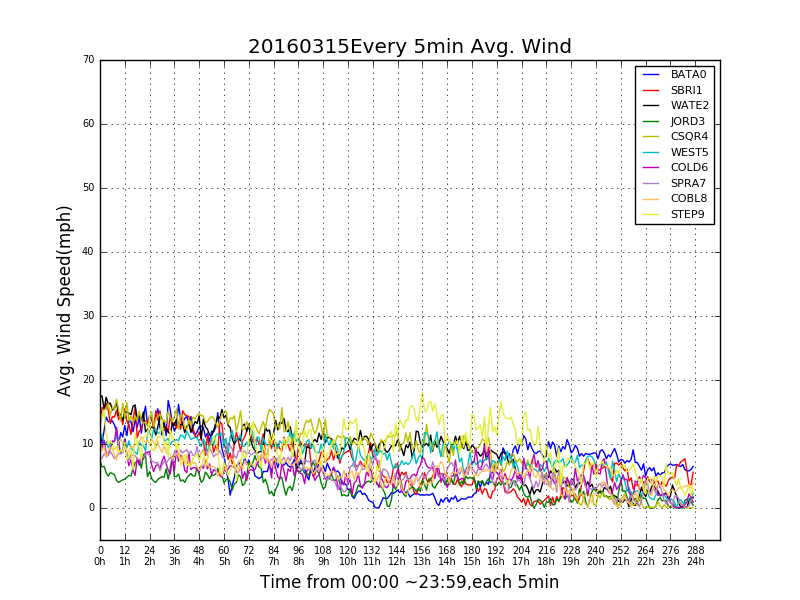 20160315Every 5min Avg. Wind
70
60
50
40
30
20
10
0
Avg. Wind Speed(mph)
BATA0
SBRI1
WATE2
JORD3
CSQR4
WEST5
COLD6
SPRA7
COBL8
STEP9
0 12 24 36 48 60 72 84 96 108 120 132 144 156 168 180 192 204 216 228 240 252 264 276 288
0h 1h 2h 3h 4h 5h 6h 7h 8h 9h 10h 11h 12h 13h 14h 15h 16h 17h 18h 19h 20h 21h 22h 23h 24h
Time from 00:00 ~23:59,each 5min